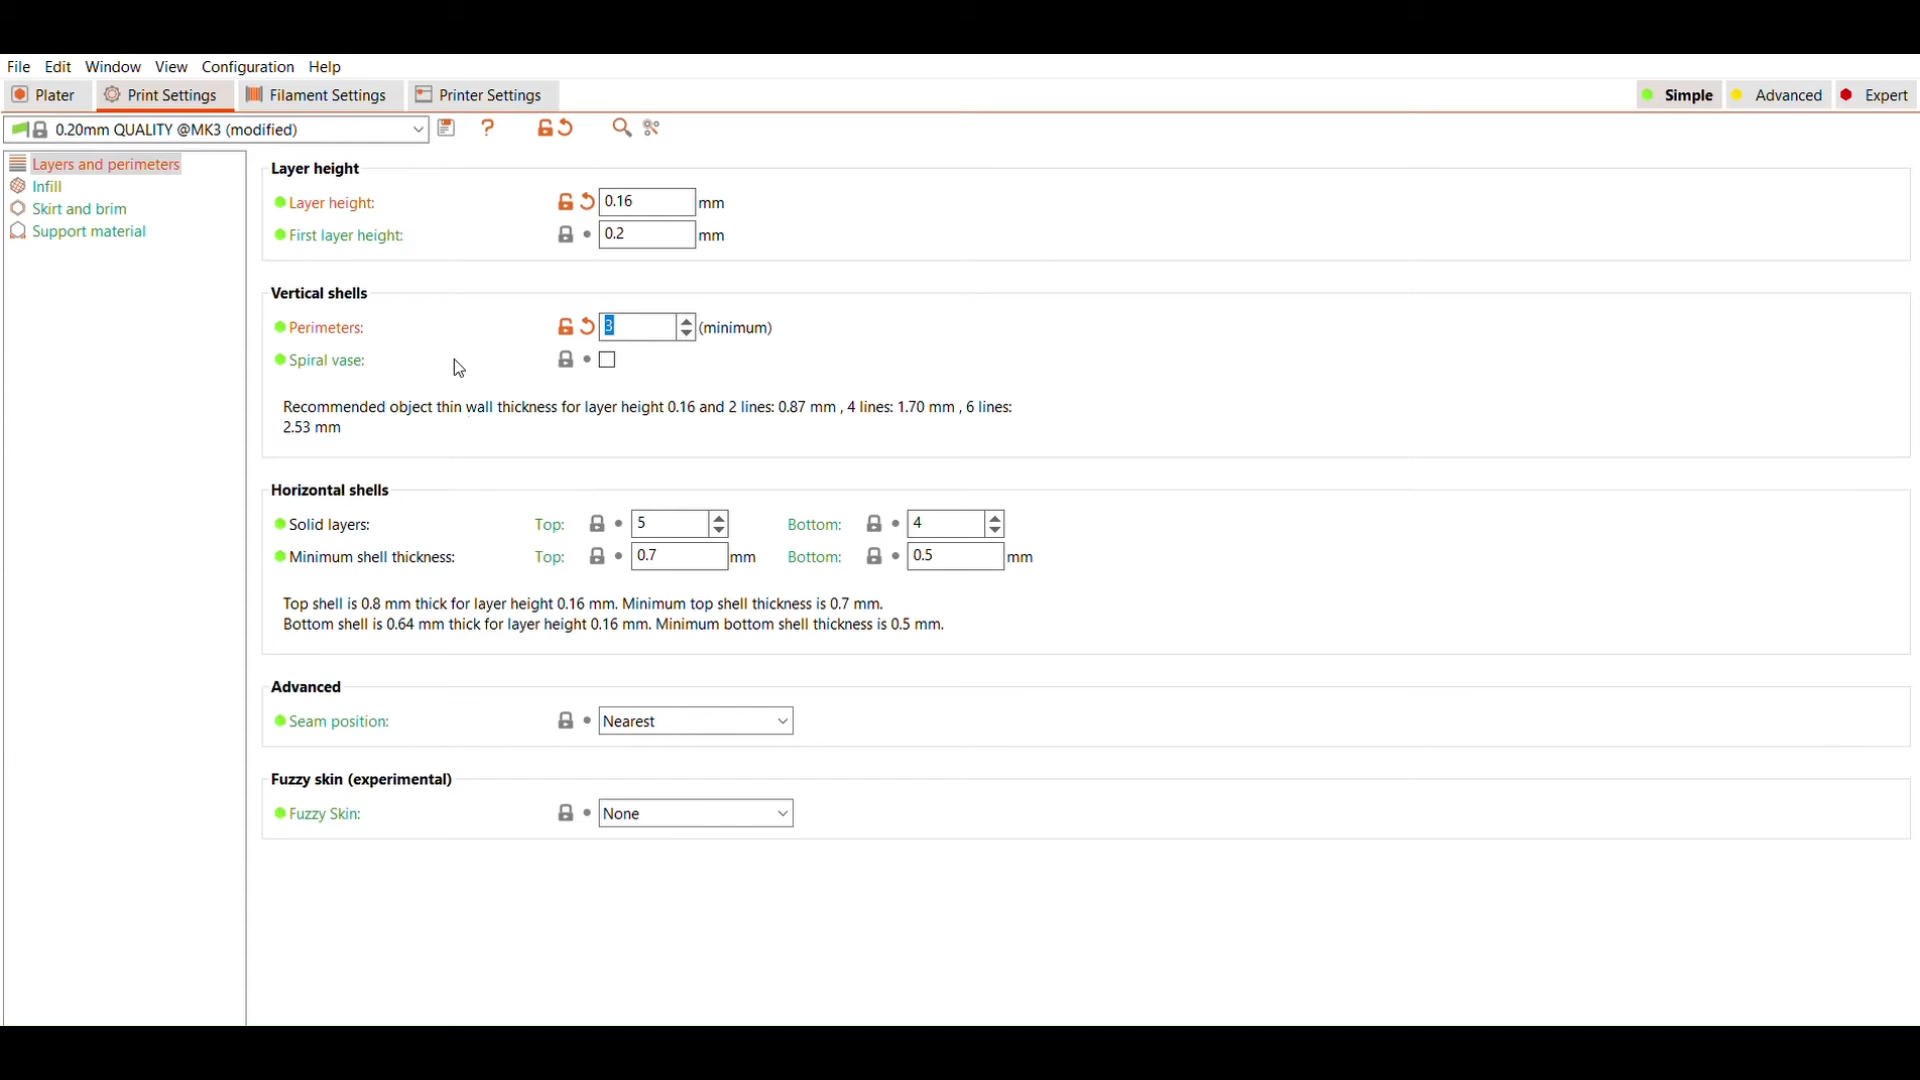 File Edit Window View Configuration Help
Plater Print Settings Filament Settings Printer Settings Simple Advanced Expert
0.20mm QUALITY @MK3 (modified) ?
Layers and perimeters
Infill
Skirt and brim
Support material
Layer height
Layer height: 0.16 mm
First layer height: 0.2 mm
Vertical shells
Perimeters: 3 (minimum)
Spiral vase:
Recommended object thin wall thickness for layer height 0.16 and 2 lines: 0.87 mm , 4 lines: 1.70 mm , 6 lines:
2.53 mm
Horizontal shells
Solid layers: Top: 5 Bottom: 4
Minimum shell thickness: Top: 0.7 mm Bottom: 0.5 mm
Top shell is 0.8 mm thick for layer height 0.16 mm. Minimum top shell thickness is 0.7 mm.
Bottom shell is 0.64 mm thick for layer height 0.16 mm. Minimum bottom shell thickness is 0.5 mm.
Advanced
Seam position: Nearest
Fuzzy skin (experimental)
Fuzzy Skin: None